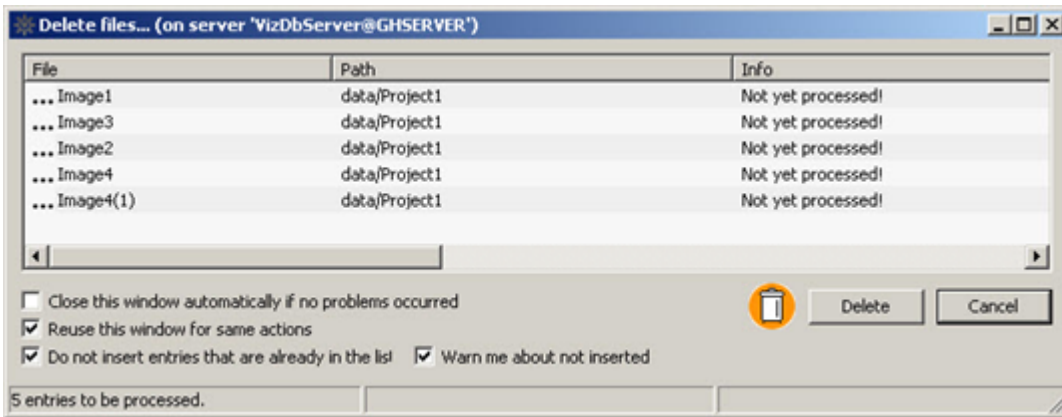 Delete files... (on server 'VizDbServer@GHSERVER')
File Path Info
... Image1 data/Project1 Not yet processed!
... Image3 data/Project1 Not yet processed!
... Image2 data/Project1 Not yet processed!
... Image4 data/Project1 Not yet processed!
... Image4(1) data/Project1 Not yet processed!
Close this window automatically if no problems occurred
Delete Cancel
Reuse this window for same actions
Do not insert entries that are already in the list Warn me about not inserted
5 entries to be processed.